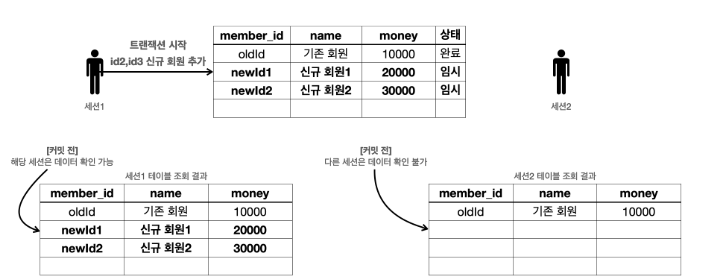 트랜잭션 시작
id2,id3 신규 회원 추가
세션1
member_id name money 상태
oldId 기존 회원 10000 완료
newId1 신규 회원1 20000 임시
newId2 신규 회원2 30000 임시
세션2
[커밋 전]
해당 세션은 데이터 확인 가능
세션1 테이블 조회 결과
member_id name money
oldId 기존 회원 10000
newId1 신규 회원1 20000
newId2 신규 회원2 30000
[커밋 전]
다른 세션은 데이터 확인 불가
세션2 테이블 조회 결과
member_id name money
oldId 기존 회원 10000